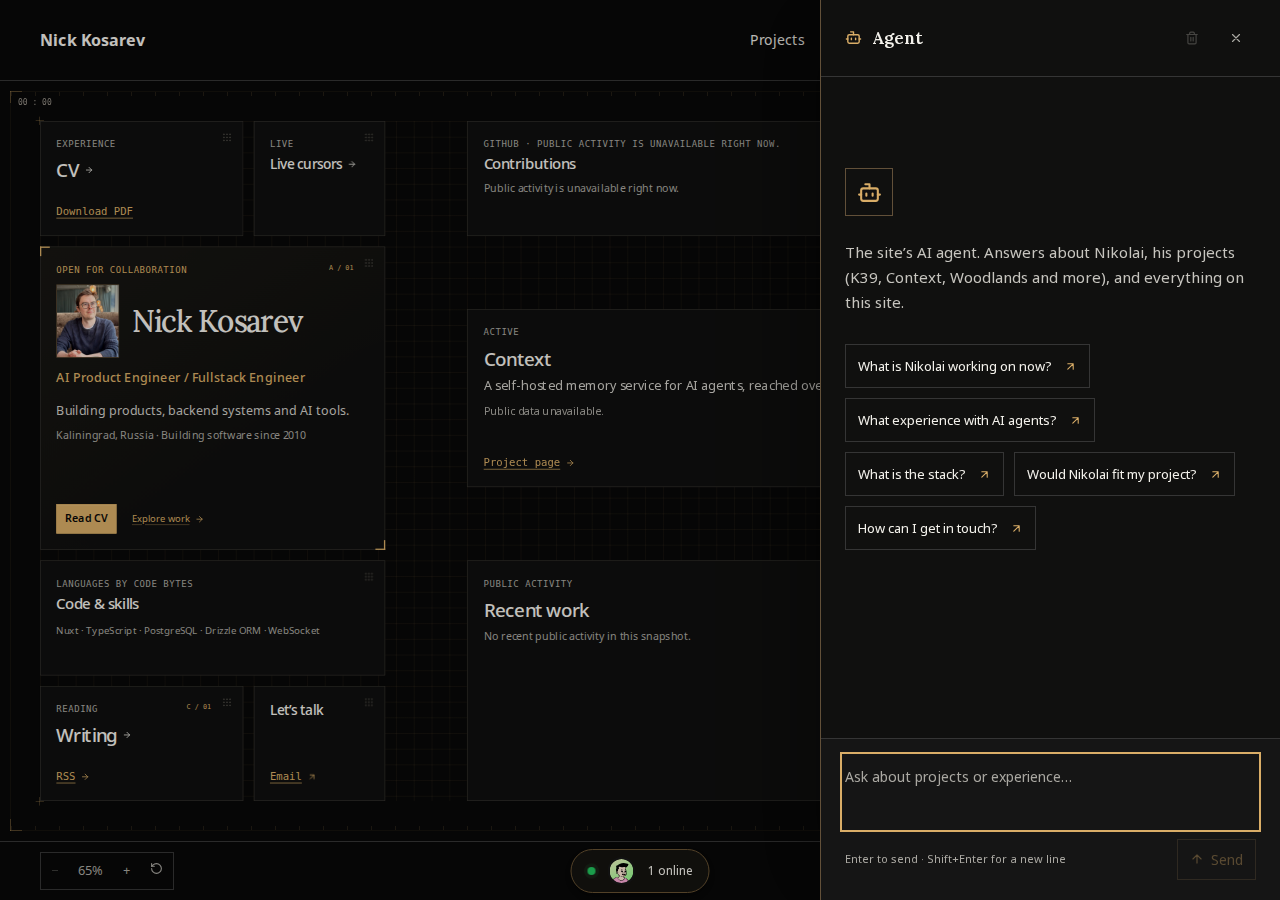 Nick Kosarev
Projects
00 : 00
EXPERIENCE
CV →
Download PDF
LIVE
Live cursors →
GITHUB · PUBLIC ACTIVITY IS UNAVAILABLE RIGHT NOW.
Contributions
Public activity is unavailable right now.
OPEN FOR COLLABORATION
A / 01
Nick Kosarev
AI Product Engineer / Fullstack Engineer
Building products, backend systems and AI tools.
Kaliningrad, Russia · Building software since 2010
Read CV
Explore work →
ACTIVE
Context
A self-hosted memory service for AI agents, reached ove
Public data unavailable.
Project page →
LANGUAGES BY CODE BYTES
Code & skills
Nuxt · TypeScript · PostgreSQL · Drizzle ORM · WebSocket
PUBLIC ACTIVITY
Recent work
No recent public activity in this snapshot.
READING
C / 01
Writing →
RSS →
Let's talk
Email ↗
− 65% +
1 online
Agent
The site’s AI agent. Answers about Nikolai, his projects
(K39, Context, Woodlands and more), and everything on
this site.
What is Nikolai working on now? ↗
What experience with AI agents? ↗
What is the stack? ↗
Would Nikolai fit my project? ↗
How can I get in touch? ↗
Ask about projects or experience…
Enter to send · Shift+Enter for a new line
↑ Send